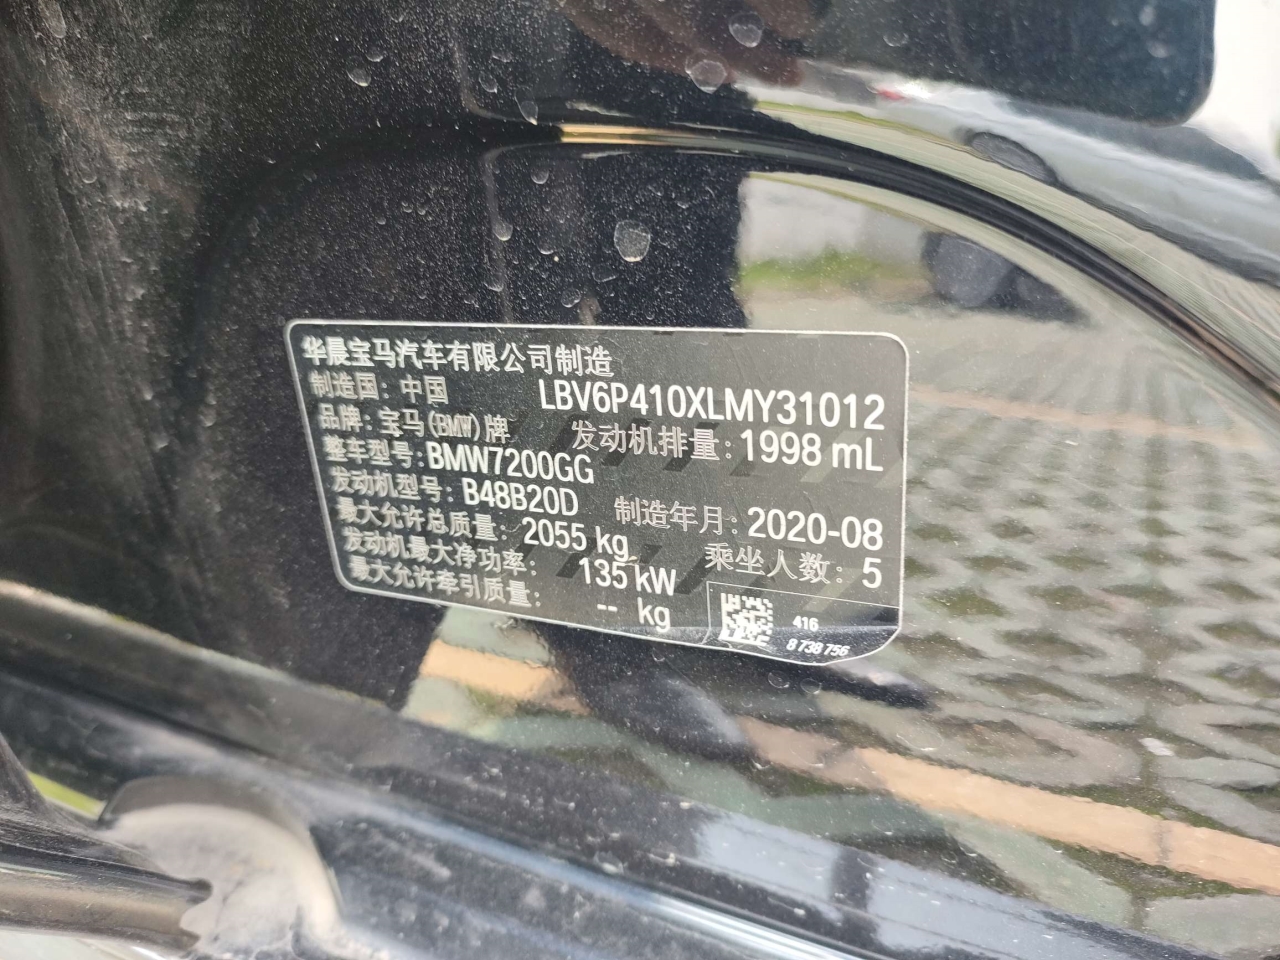 华晨宝马汽车有限公司制造
制造国：中国 LBV6P410XLMY31012
品牌：宝马(BMW)牌 发动机排量：1998 mL
整车型号：BMW7200GG
发动机型号：B48B20D 制造年月：2020-08
最大允许总质量：2055 kg 乘坐人数：5
发动机最大净功率：135 kW
最大允许牵引质量：-- kg
416
8 738 756